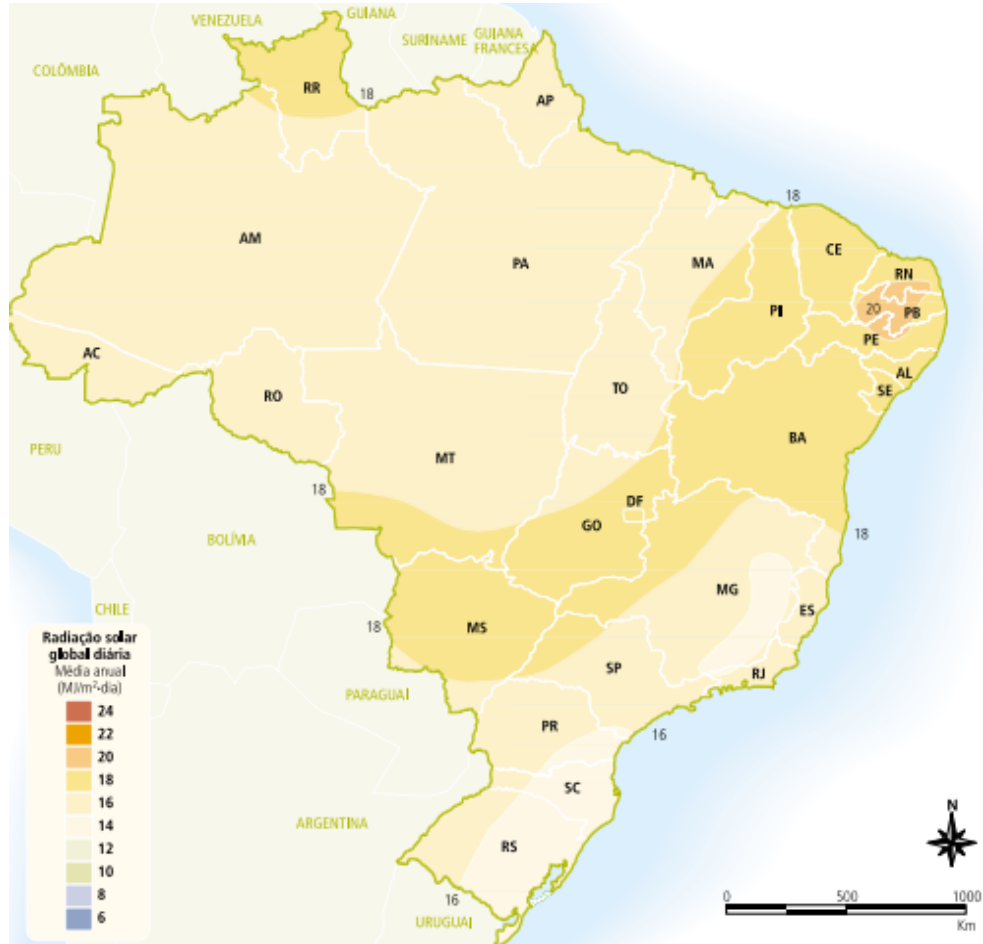 VENEZUELA
GUIANA
SURINAME
GUIANA
FRANCESA
COLÔMBIA
RR
18
AP
18
AM
PA
MA
CE
RN
PI
20
PB
PE
AC
TO
AL
RO
SE
BA
PERU
MT
18
DF
GO
18
BOLÍVIA
MG
CHILE
ES
18
MS
SP
RJ
PARAGUAI
PR
16
SC
ARGENTINA
RS
16
URUGUAI
Radiação solar
global diária
Média anual
(MJ/m²·dia)
24
22
20
18
16
14
12
10
8
6
N
0 500 1000
Km